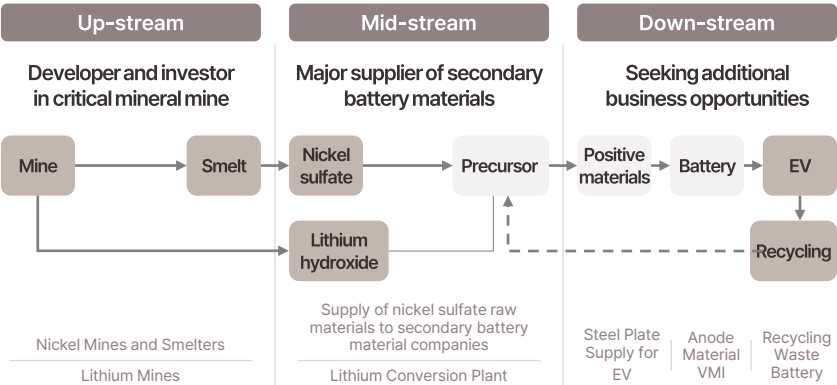 Up-stream
Mid-stream
Down-stream
Developer and investor
in critical mineral mine
Major supplier of secondary
battery materials
Seeking additional
business opportunities
Mine
Smelt
Nickel
sulfate
Precursor
Positive
materials
Battery
EV
Lithium
hydroxide
Recycling
Nickel Mines and Smelters
Lithium Mines
Supply of nickel sulfate raw
materials to secondary battery
material companies
Lithium Conversion Plant
Steel Plate
Supply for
EV
Anode
Material
VMI
Recycling
Waste
Battery